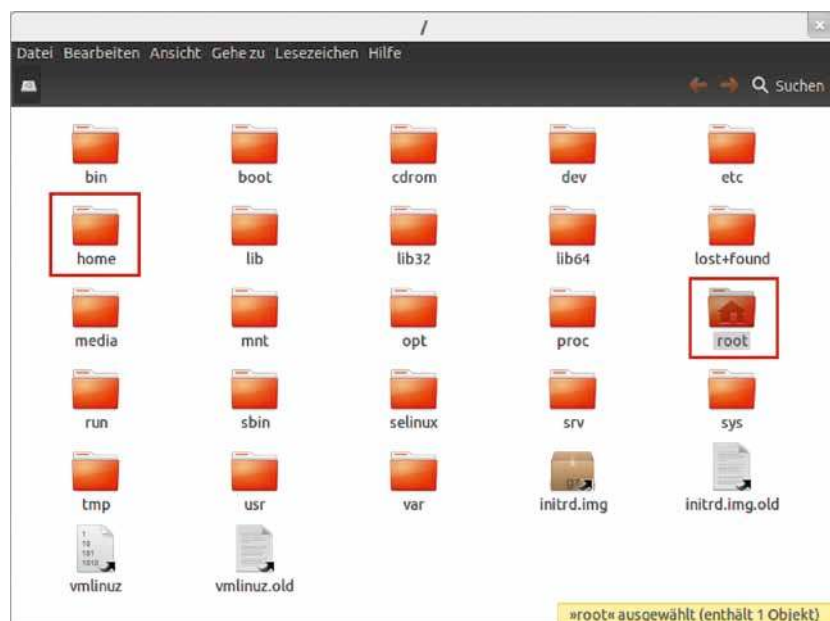 /
Datei Bearbeiten Ansicht Gehe zu Lesezeichen Hilfe
Suchen
bin boot cdrom dev etc
home lib lib32 lib64 lost+found
media mnt opt proc root
run sbin selinux srv sys
tmp usr var initrd.img initrd.img.old
vmlinuz vmlinuz.old
»root« ausgewählt (enthält 1 Objekt)